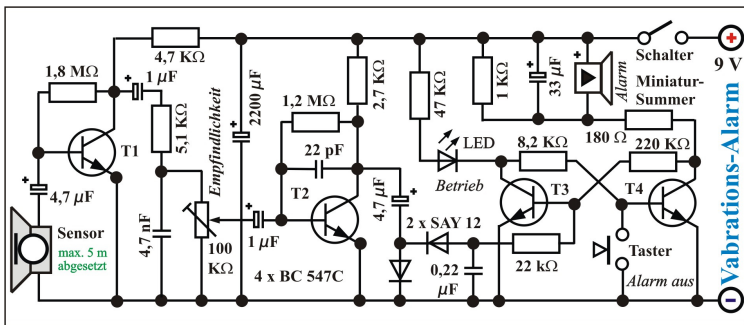 4,7 KΩ
1,8 MΩ
1 µF
T1
5,1 KΩ
Empfindlichkeit
2200 µF
1,2 MΩ
22 pF
2,7 KΩ
T2
47 KΩ
1 KΩ
33 µF
Alarm
Schalter
9 V
Miniatur-
Summer
180 Ω
LED
8,2 KΩ
220 KΩ
Betrieb
T3
T4
4,7 µF
Sensor
max. 5 m
abgesetzt
4,7 nF
100
KΩ
1 µF
4 x BC 547C
4,7 µF
2 x SAY 12
0,22
µF
22 kΩ
Taster
Alarm aus
Vabrations-Alarm